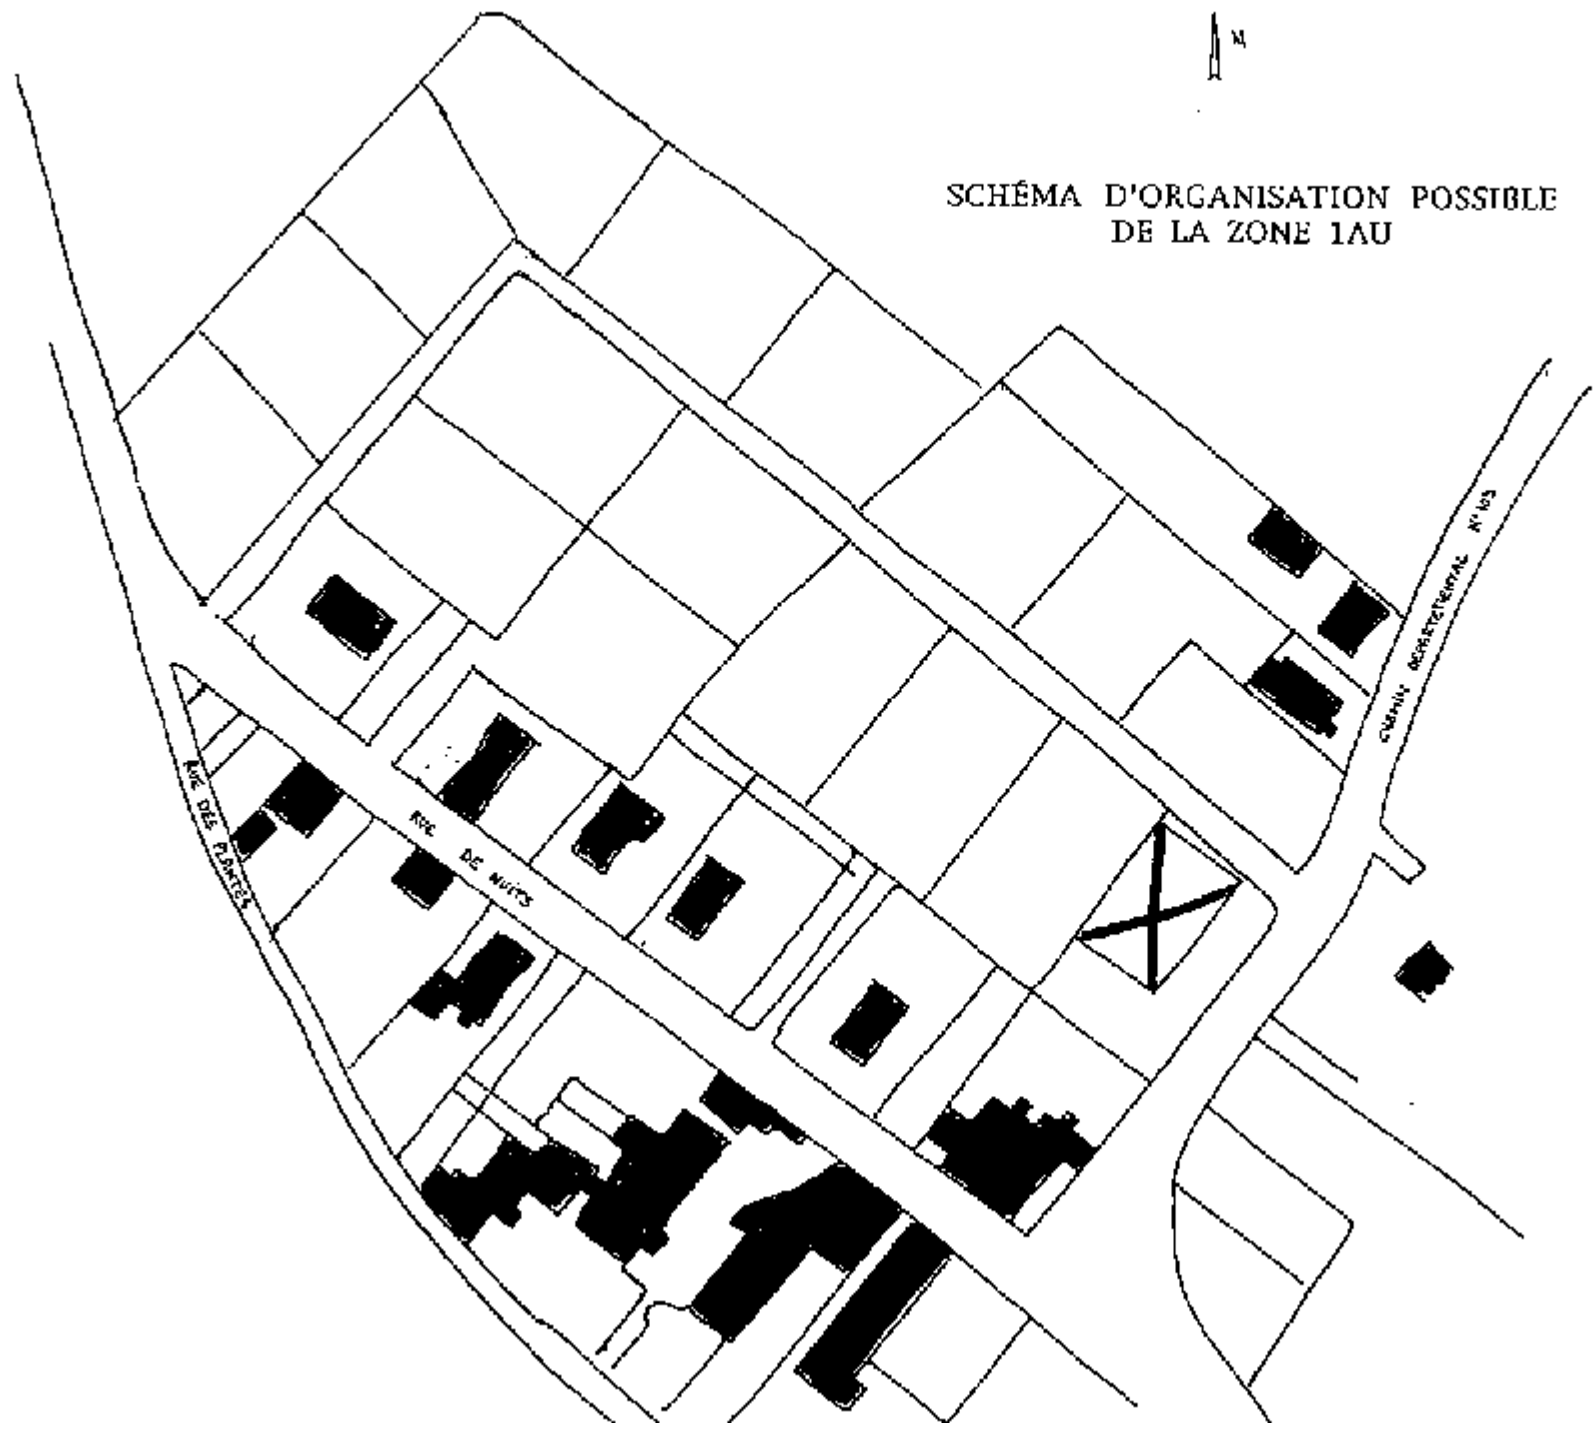 N
SCHÉMA D'ORGANISATION POSSIBLE
DE LA ZONE 1AU
CHEMIN DEPARTEMENTAL N° 103
RUE DES PLANTES
RUE DE NUITS